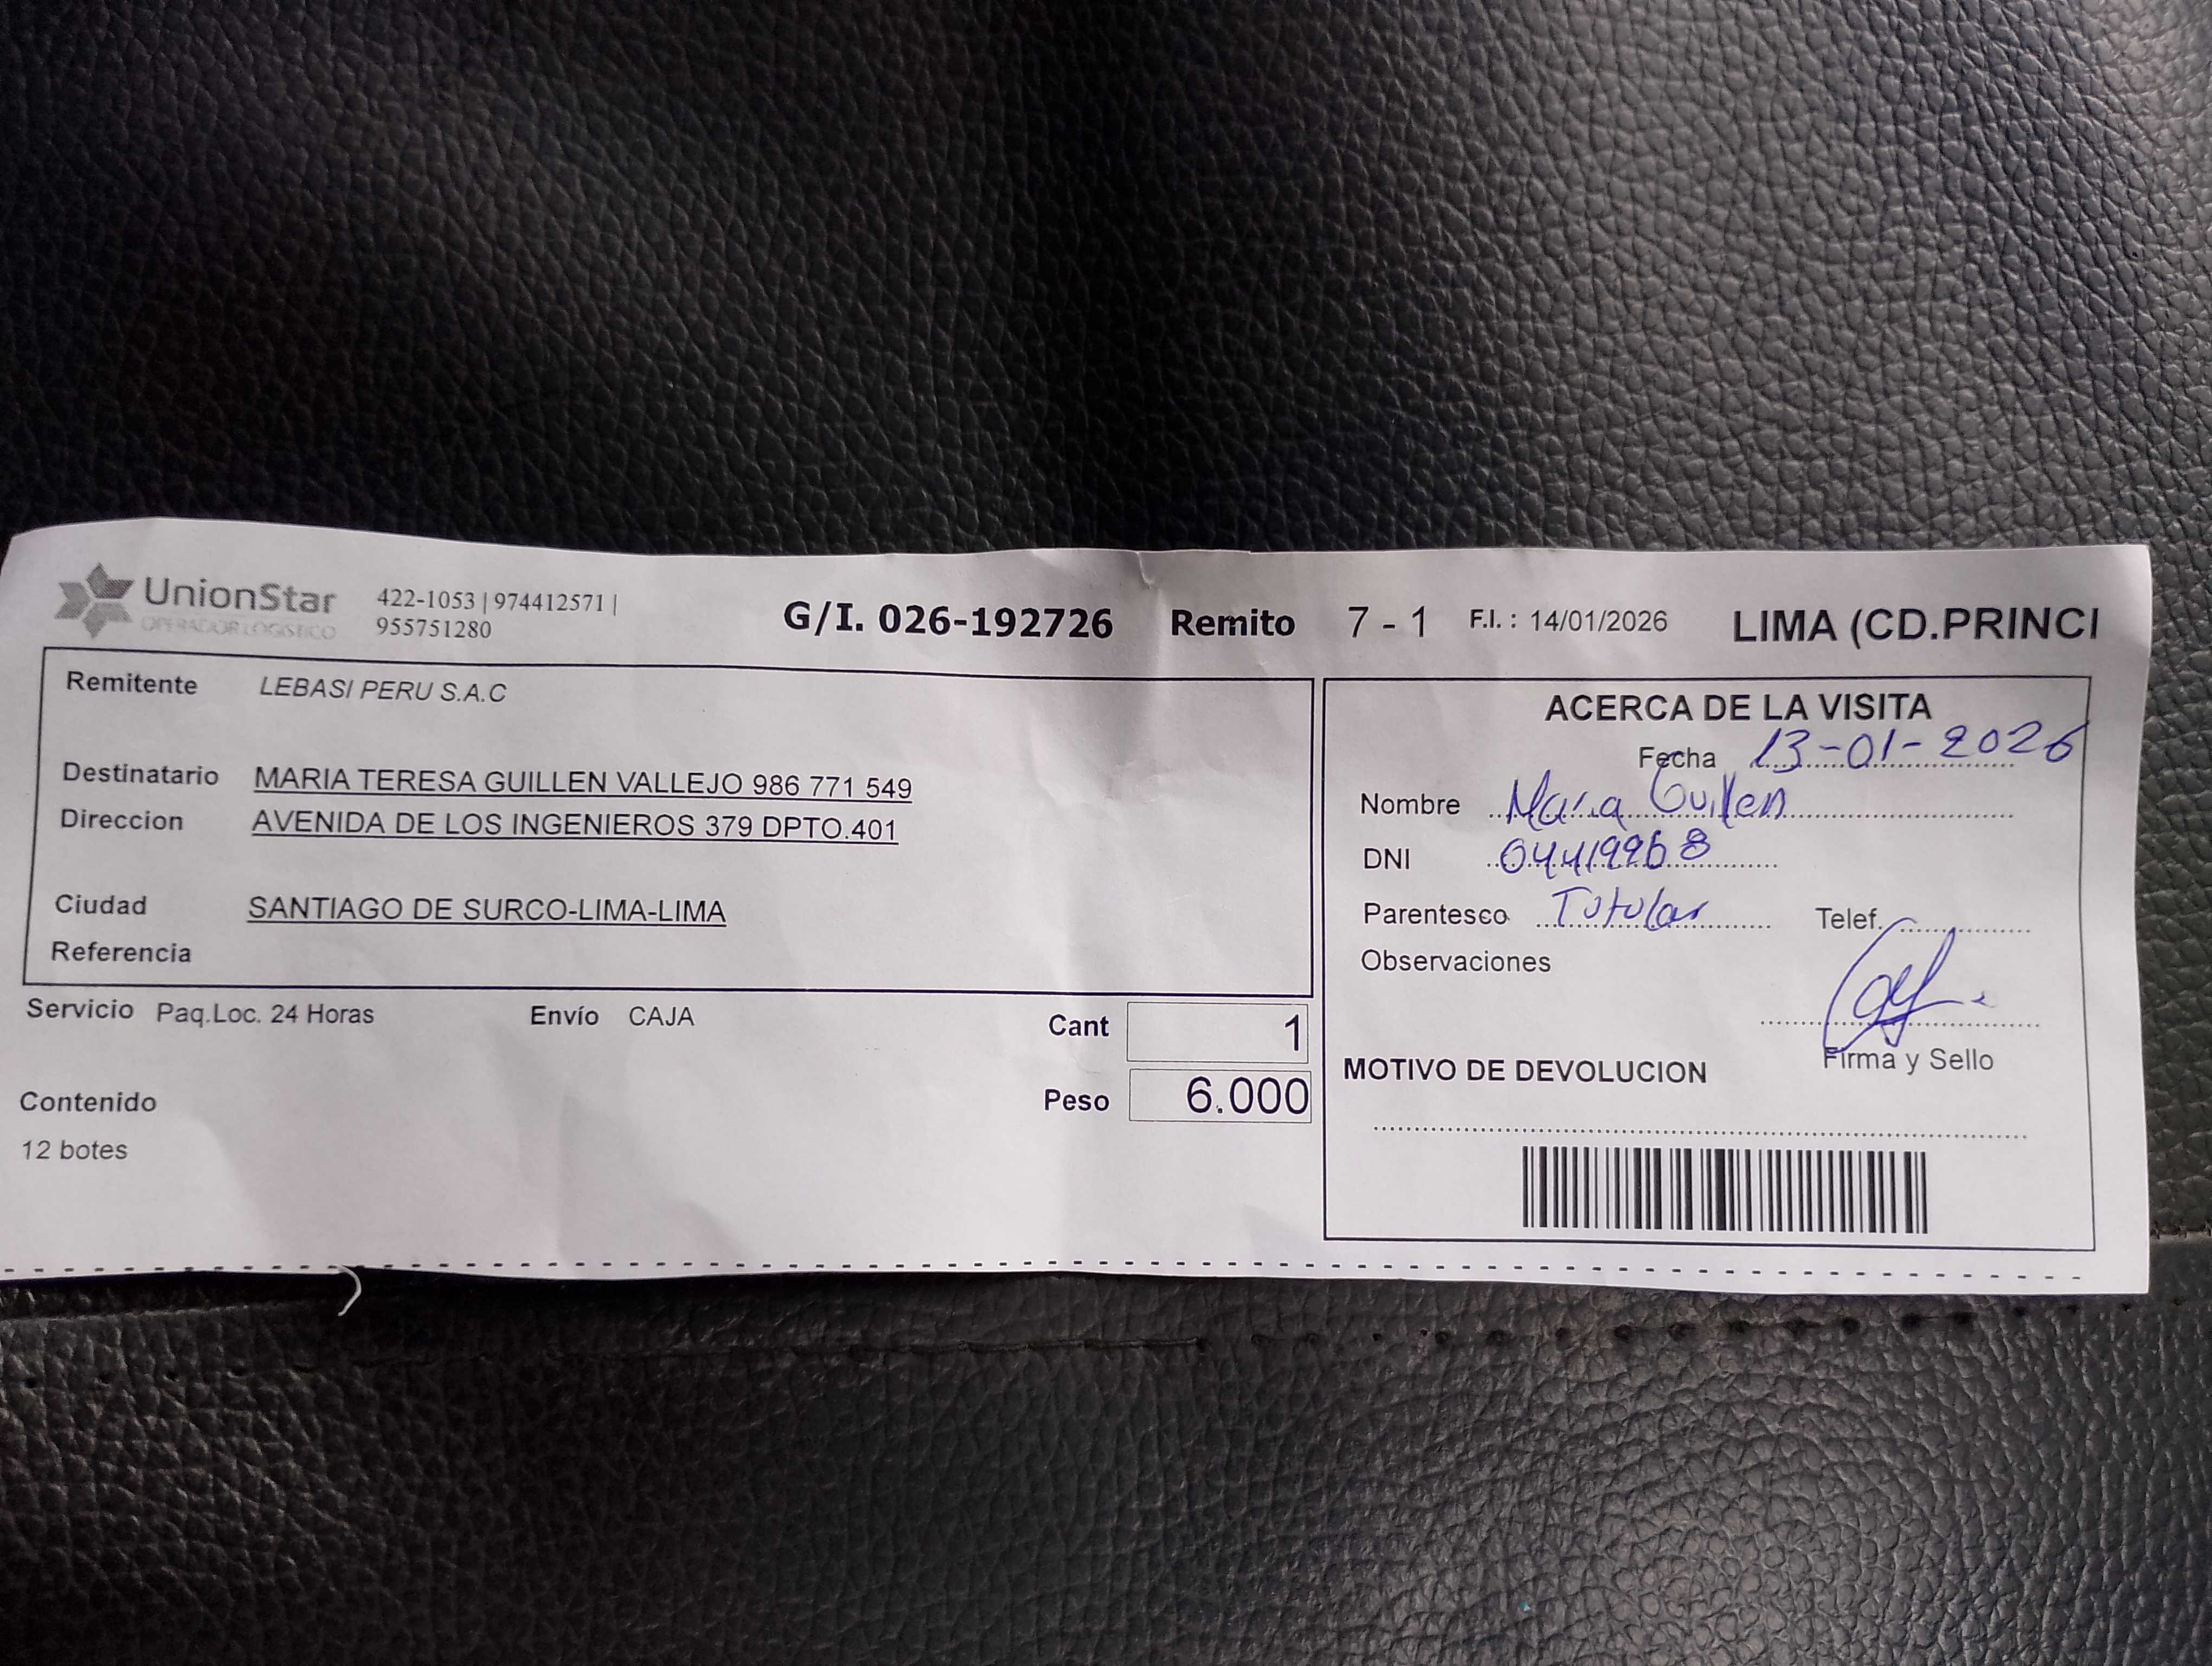 UnionStar
OPERADOR LOGISTICO
422-1053 | 974412571 |
955751280
G/I. 026-192726 Remito 7 - 1 F.I. : 14/01/2026 LIMA (CD.PRINCI
Remitente LEBASI PERU S.A.C
Destinatario MARIA TERESA GUILLEN VALLEJO 986 771 549
Direccion AVENIDA DE LOS INGENIEROS 379 DPTO.401
Ciudad SANTIAGO DE SURCO-LIMA-LIMA
Referencia
Servicio Paq.Loc. 24 Horas Envío CAJA Cant 1
Peso 6.000
Contenido
12 botes
ACERCA DE LA VISITA
Fecha 13-01-2026
Nombre Maria Guillen
DNI 04419968
Parentesco Titular Telef.
Observaciones
Firma y Sello
MOTIVO DE DEVOLUCION